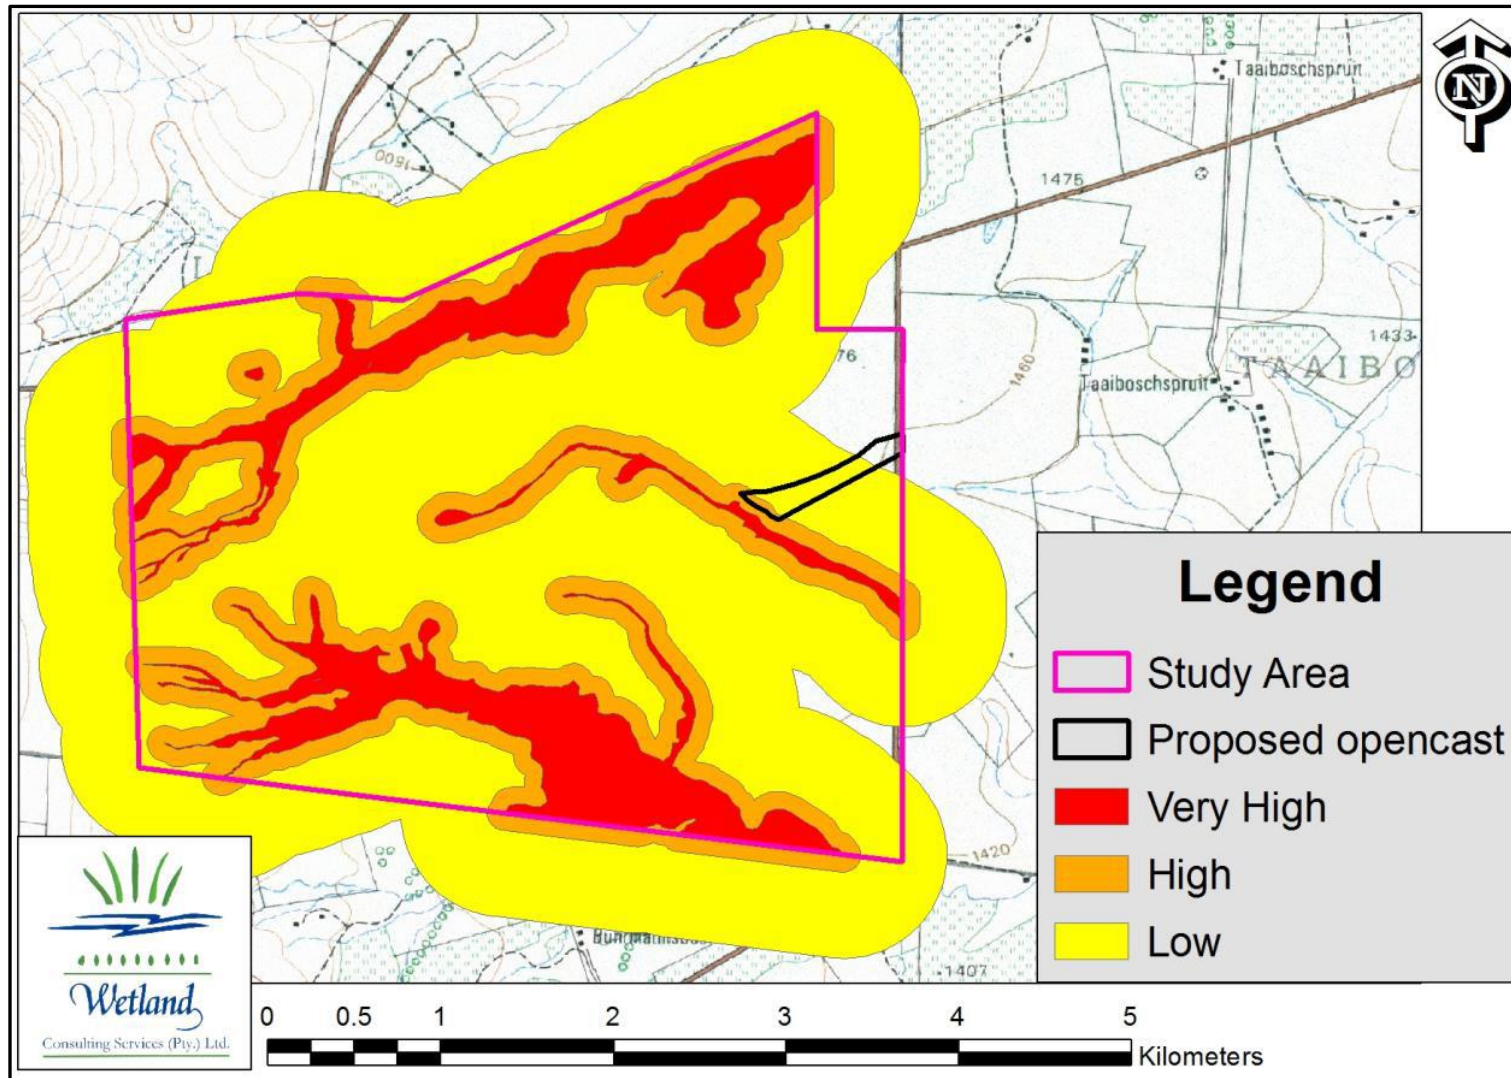 Taaiboschspruit
N
1500
1475
76
1433
1460
TAAIBO
Taaiboschspruit
Legend
Study Area
Proposed opencast
Very High
High
Low
1420
1407
Wetland
Consulting Services (Pty.) Ltd.
0 0.5 1 2 3 4 5
Kilometers